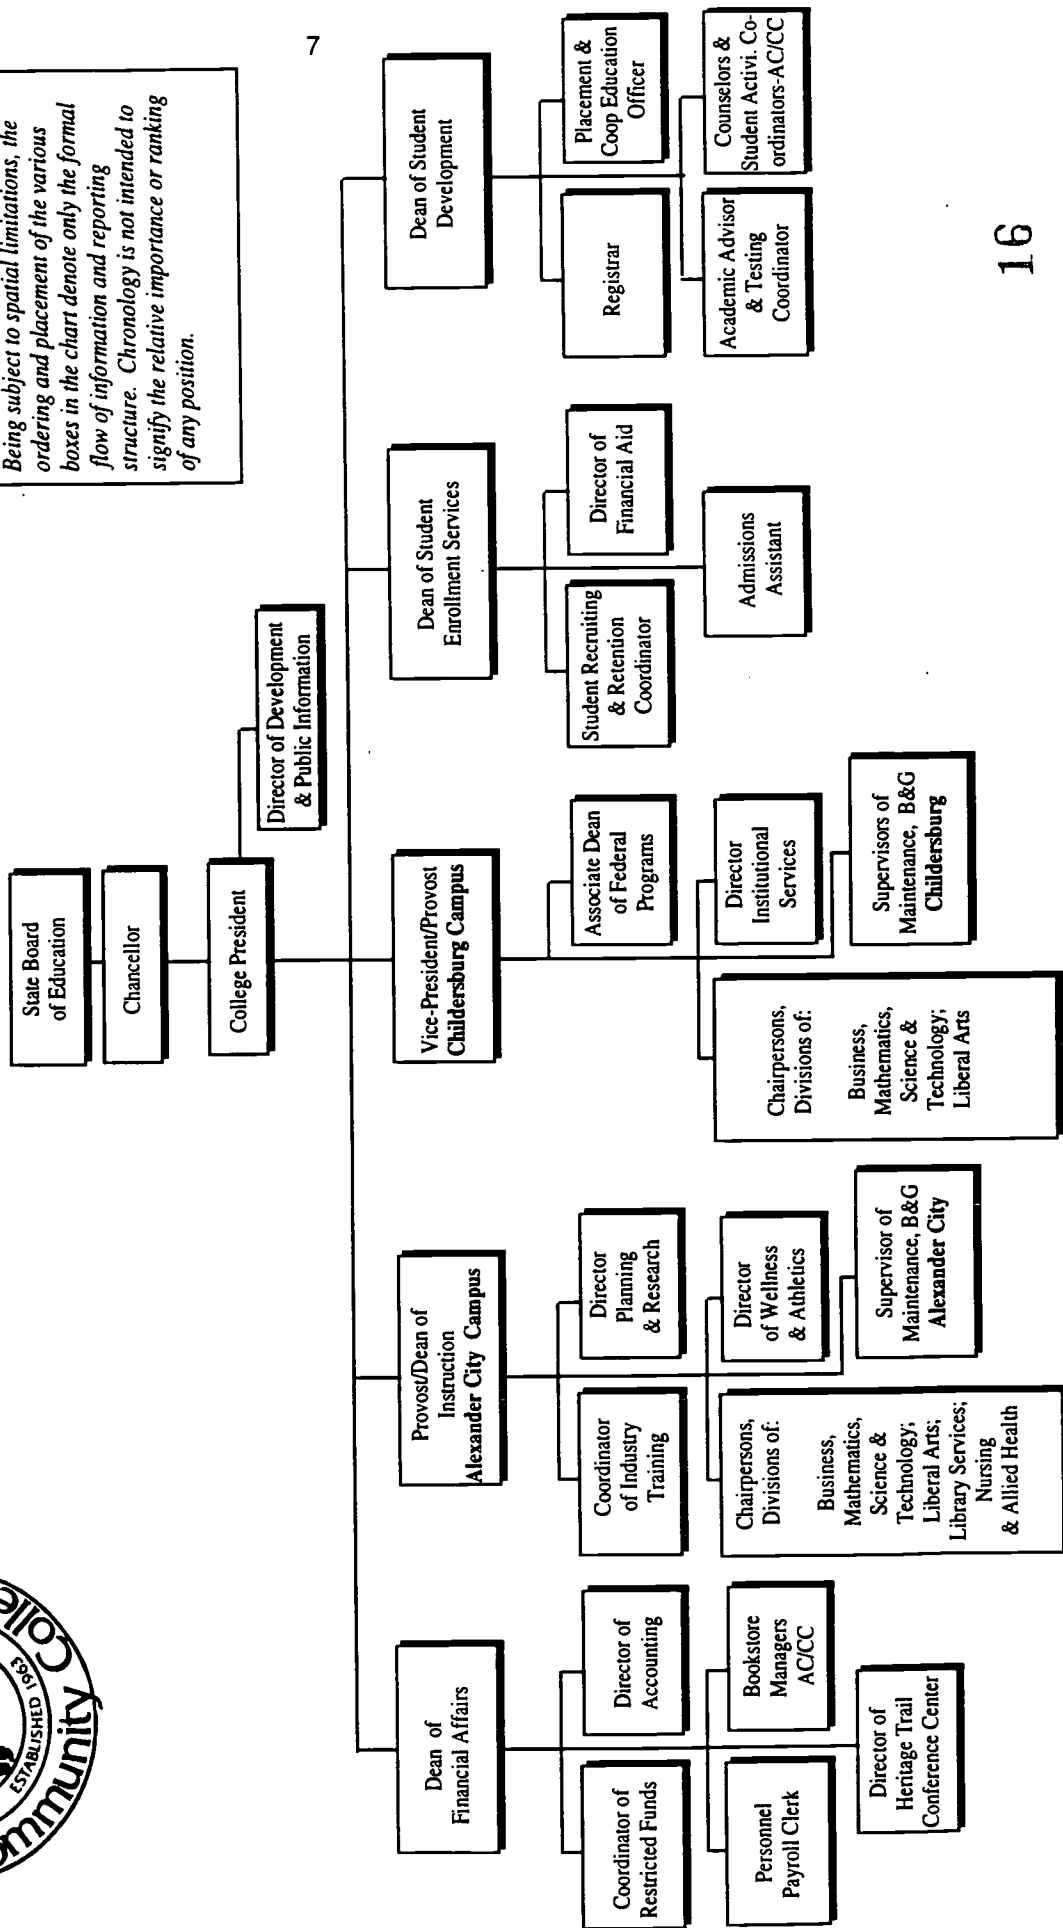 ommunity Colle
ESTABLISHED 1963
Being subject to spatial limitations, the
ordering and placement of the various
boxes in the chart denote only the formal
flow of information and reporting
structure. Chronology is not intended to
signify the relative importance or ranking
of any position.
7
State Board
of Education
Chancellor
College President
Director of Development
& Public Information
Dean of
Financial Affairs
Coordinator of
Restricted Funds
Director of
Accounting
Personnel
Payroll Clerk
Bookstore
Managers
AC/CC
Director of
Heritage Trail
Conference Center
Provost/Dean of
Instruction
Alexander City Campus
Coordinator
of Industry
Training
Director
Planning
& Research
Chairpersons,
Divisions of:
Business,
Mathematics,
Science &
Technology;
Liberal Arts;
Library Services;
Nursing
& Allied Health
Director
of Wellness
& Athletics
Supervisor of
Maintenance, B&G
Alexander City
Vice-President/Provost
Childersburg Campus
Associate Dean
of Federal
Programs
Chairpersons,
Divisions of:
Business,
Mathematics,
Science &
Technology;
Liberal Arts
Director
Institutional
Services
Supervisors of
Maintenance, B&G
Childersburg
Dean of Student
Enrollment Services
Student Recruiting
& Retention
Coordinator
Director of
Financial Aid
Admissions
Assistant
Dean of Student
Development
Registrar
Placement &
Coop Education
Officer
Academic Advisor
& Testing
Coordinator
Counselors &
Student Activi. Co-
ordinators-AC/CC
16